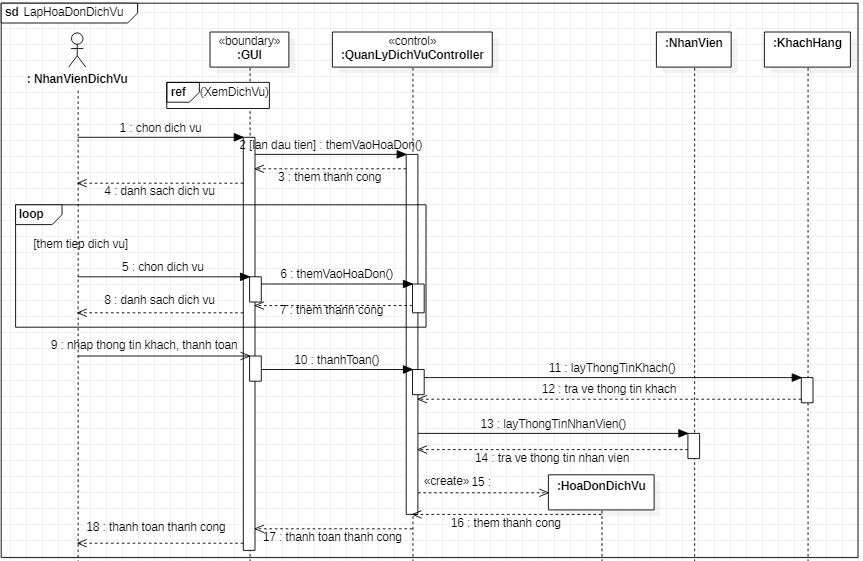 sd LapHoaDonDichVu
: NhanVienDichVu
«boundary»
:GUI
«control»
:QuanLyDichVuController
:NhanVien
:KhachHang
ref (XemDichVu)
1 : chon dich vu
2 [lan dau tien] : themVaoHoaDon()
3 : them thanh cong
4 : danh sach dich vu
loop
[them tiep dich vu]
5 : chon dich vu
6 : themVaoHoaDon()
7 : them thanh cong
8 : danh sach dich vu
9 : nhap thong tin khach, thanh toan
10 : thanhToan()
11 : layThongTinKhach()
12 : tra ve thong tin khach
13 : layThongTinNhanVien()
14 : tra ve thong tin nhan vien
«create» 15 :
:HoaDonDichVu
16 : them thanh cong
17 : thanh toan thanh cong
18 : thanh toan thanh cong